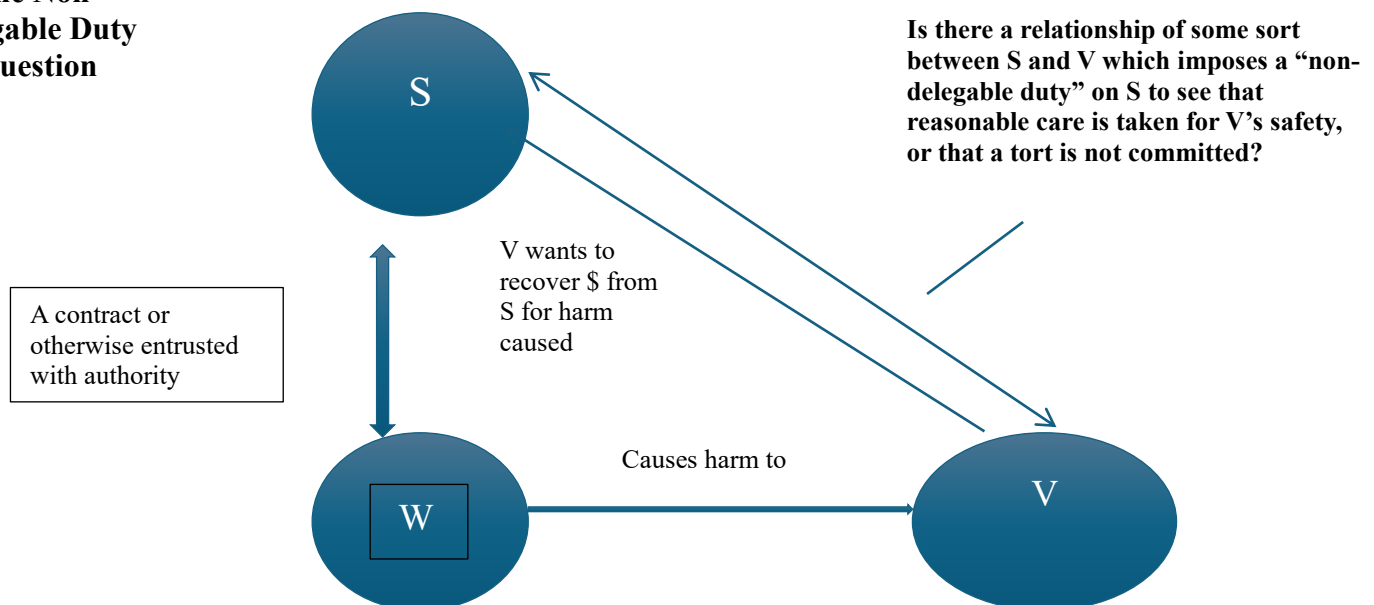 gable Duty
uestion
S
Is there a relationship of some sort
between S and V which imposes a “non-
delegable duty” on S to see that
reasonable care is taken for V’s safety,
or that a tort is not committed?
V wants to
recover $ from
S for harm
caused
A contract or
otherwise entrusted
with authority
Causes harm to
W
V